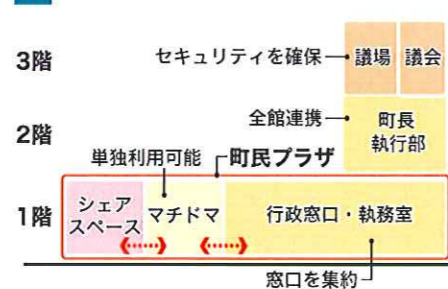 3階
セキュリティを確保
議場
議会
全館連携
町長
執行部
2階
単独利用可能
町民プラザ
1階
シェア
スペース
マチドマ
行政窓口・執務室
窓口を集約